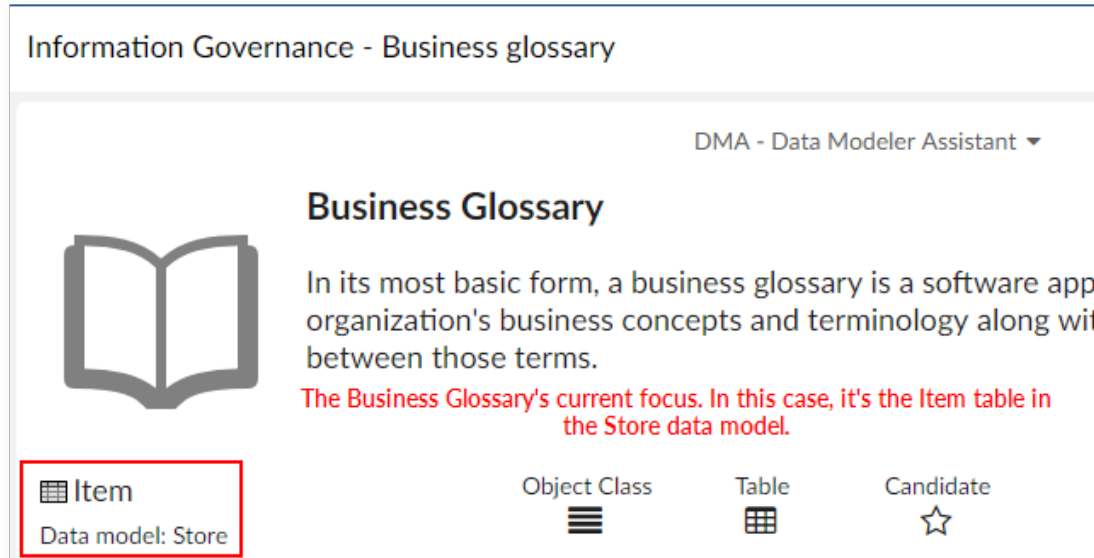 Information Governance - Business glossary
DMA - Data Modeler Assistant
Business Glossary
In its most basic form, a business glossary is a software app
organization's business concepts and terminology along wit
between those terms.
The Business Glossary's current focus. In this case, it's the Item table in
the Store data model.
Item
Data model: Store
Object Class
Table
Candidate